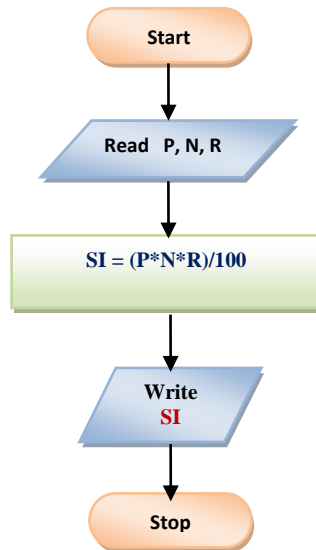 Start
Read P, N, R
SI = (P*N*R)/100
Write
SI
Stop